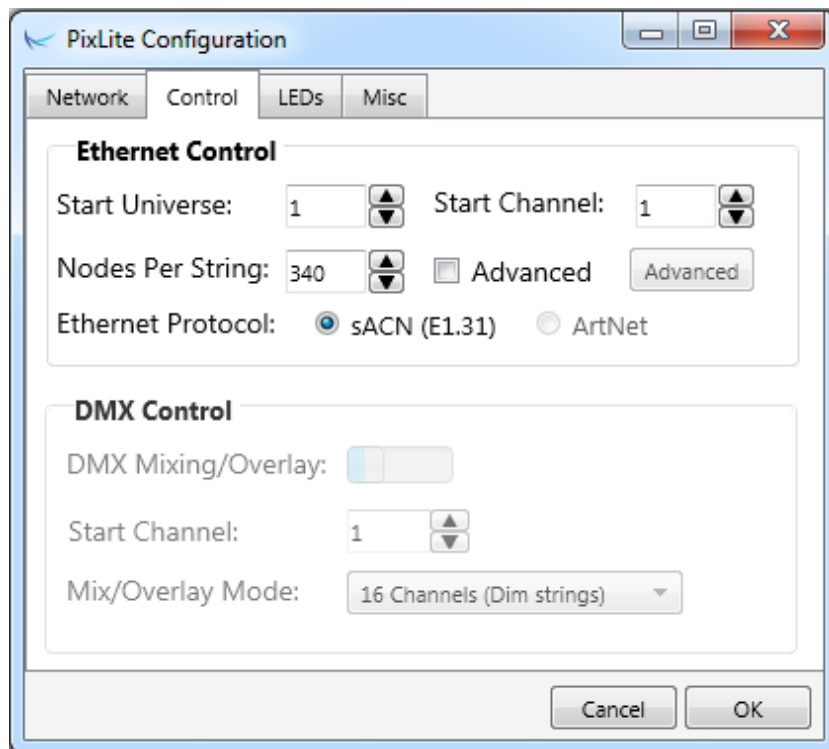 PixLite Configuration
Network Control LEDs Misc
Ethernet Control
Start Universe: 1 Start Channel: 1
Nodes Per String: 340 Advanced Advanced
Ethernet Protocol: sACN (E1.31) ArtNet
DMX Control
DMX Mixing/Overlay:
Start Channel: 1
Mix/Overlay Mode: 16 Channels (Dim strings)
Cancel OK